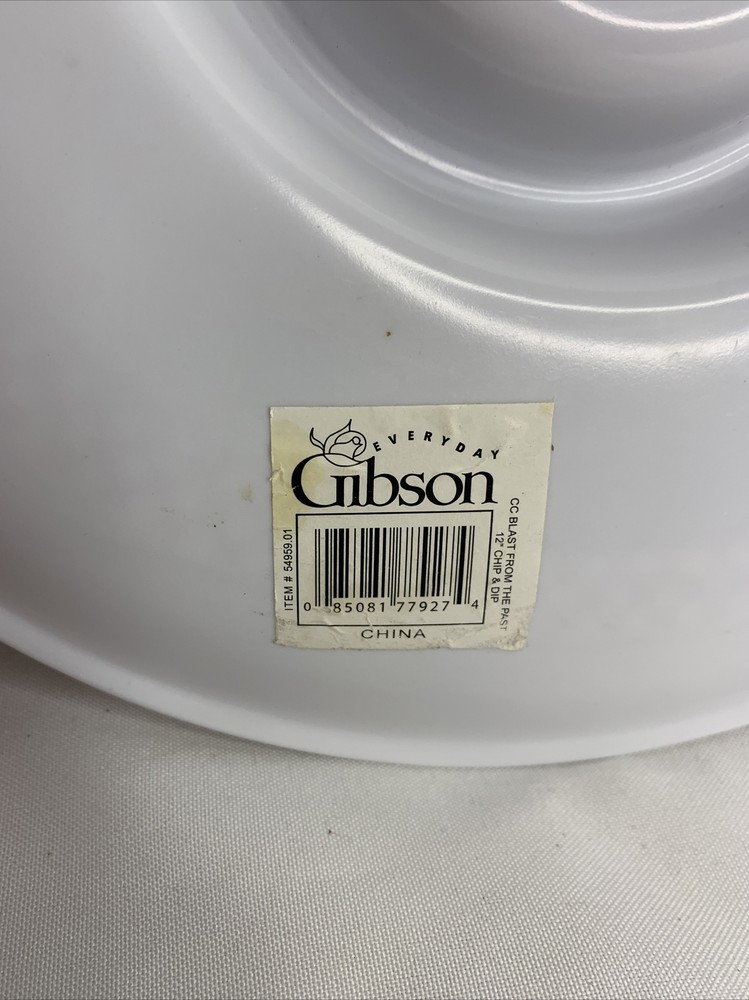 EVERYDAY
Gibson
ITEM # 54959.01
CC BLAST FROM THE PAST
12" CHIP & DIP
0 85081 77927 4
CHINA